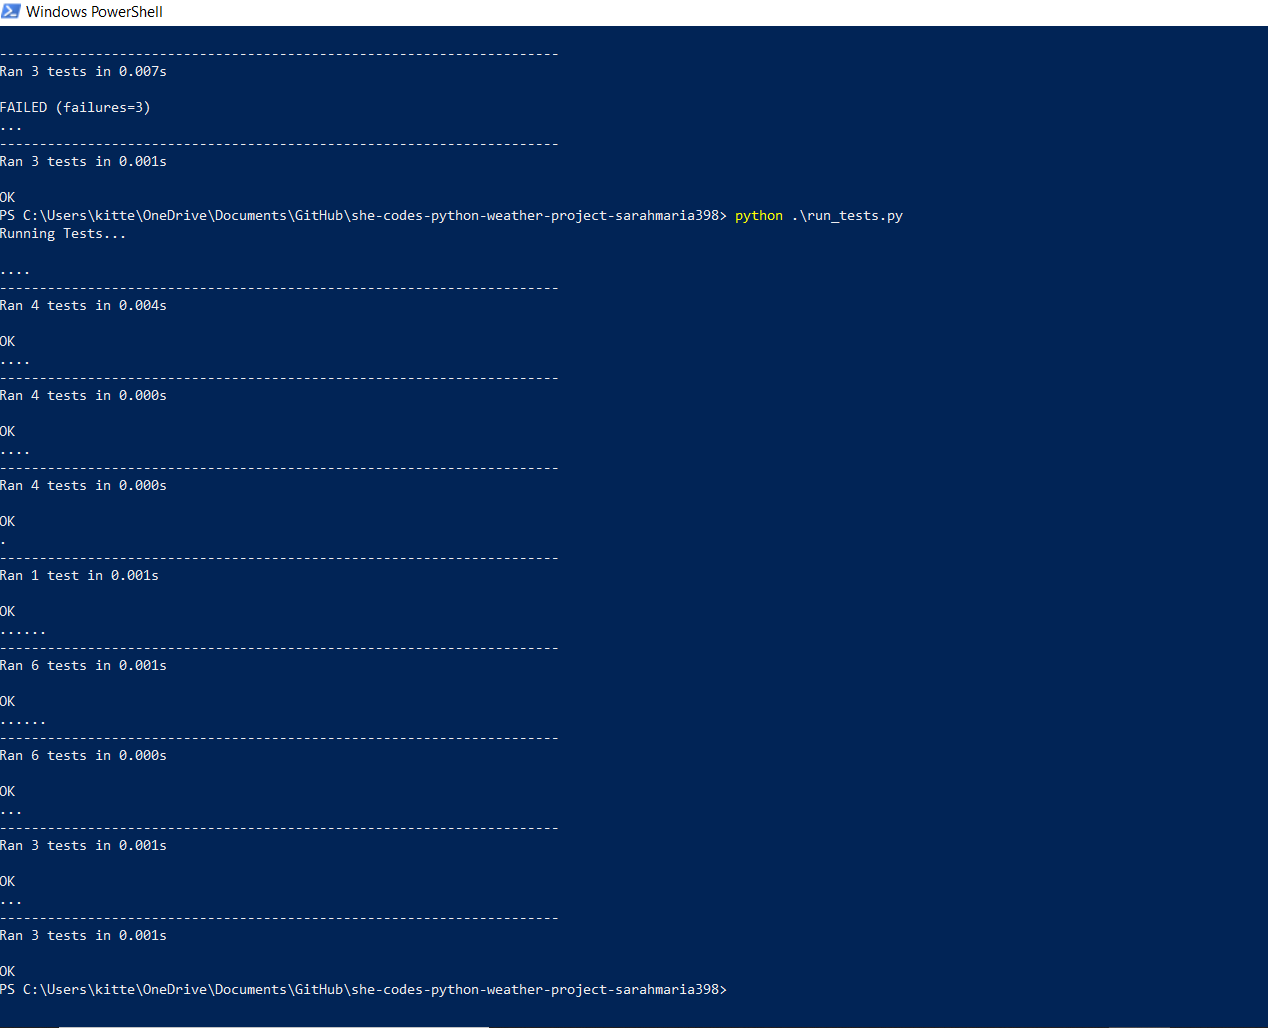 Windows PowerShell
----------------------------------------------------------------------
Ran 3 tests in 0.007s
FAILED (failures=3)
...
----------------------------------------------------------------------
Ran 3 tests in 0.001s
OK
PS C:\Users\kitte\OneDrive\Documents\GitHub\she-codes-python-weather-project-sarahmaria398> python .\run_tests.py
Running Tests...
....
----------------------------------------------------------------------
Ran 4 tests in 0.004s
OK
....
----------------------------------------------------------------------
Ran 4 tests in 0.000s
OK
....
----------------------------------------------------------------------
Ran 4 tests in 0.000s
OK
.
----------------------------------------------------------------------
Ran 1 test in 0.001s
OK
......
----------------------------------------------------------------------
Ran 6 tests in 0.001s
OK
......
----------------------------------------------------------------------
Ran 6 tests in 0.000s
OK
...
----------------------------------------------------------------------
Ran 3 tests in 0.001s
OK
...
----------------------------------------------------------------------
Ran 3 tests in 0.001s
OK
PS C:\Users\kitte\OneDrive\Documents\GitHub\she-codes-python-weather-project-sarahmaria398>